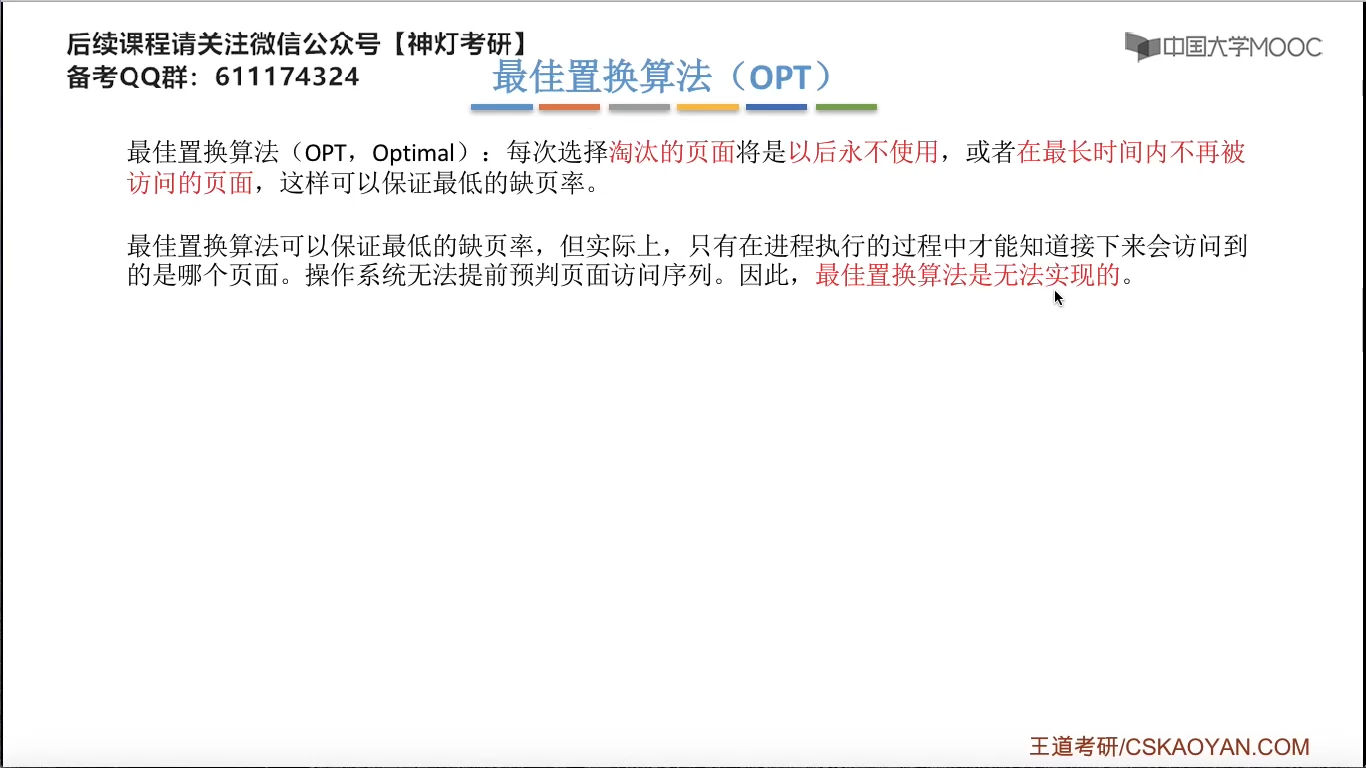 后续课程请关注微信公众号【神灯考研】
备考QQ群：611174324
中国大学MOOC
最佳置换算法（OPT）
最佳置换算法（OPT，Optimal）：每次选择淘汰的页面将是以后永不使用，或者在最长时间内不再被
访问的页面，这样可以保证最低的缺页率。
最佳置换算法可以保证最低的缺页率，但实际上，只有在进程执行的过程中才能知道接下来会访问到
的是哪个页面。操作系统无法提前预判页面访问序列。因此，最佳置换算法是无法实现的。
王道考研/CSKAOYAN.COM